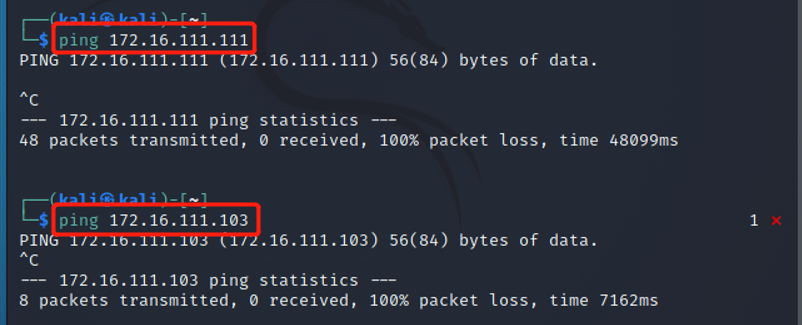 ┌──(kali㉿kali)-[~]
└─$ ping 172.16.111.111
PING 172.16.111.111 (172.16.111.111) 56(84) bytes of data.
^C
--- 172.16.111.111 ping statistics ---
48 packets transmitted, 0 received, 100% packet loss, time 48099ms
┌──(kali㉿kali)-[~]
└─$ ping 172.16.111.103 1 ⨯
PING 172.16.111.103 (172.16.111.103) 56(84) bytes of data.
^C
--- 172.16.111.103 ping statistics ---
8 packets transmitted, 0 received, 100% packet loss, time 7162ms